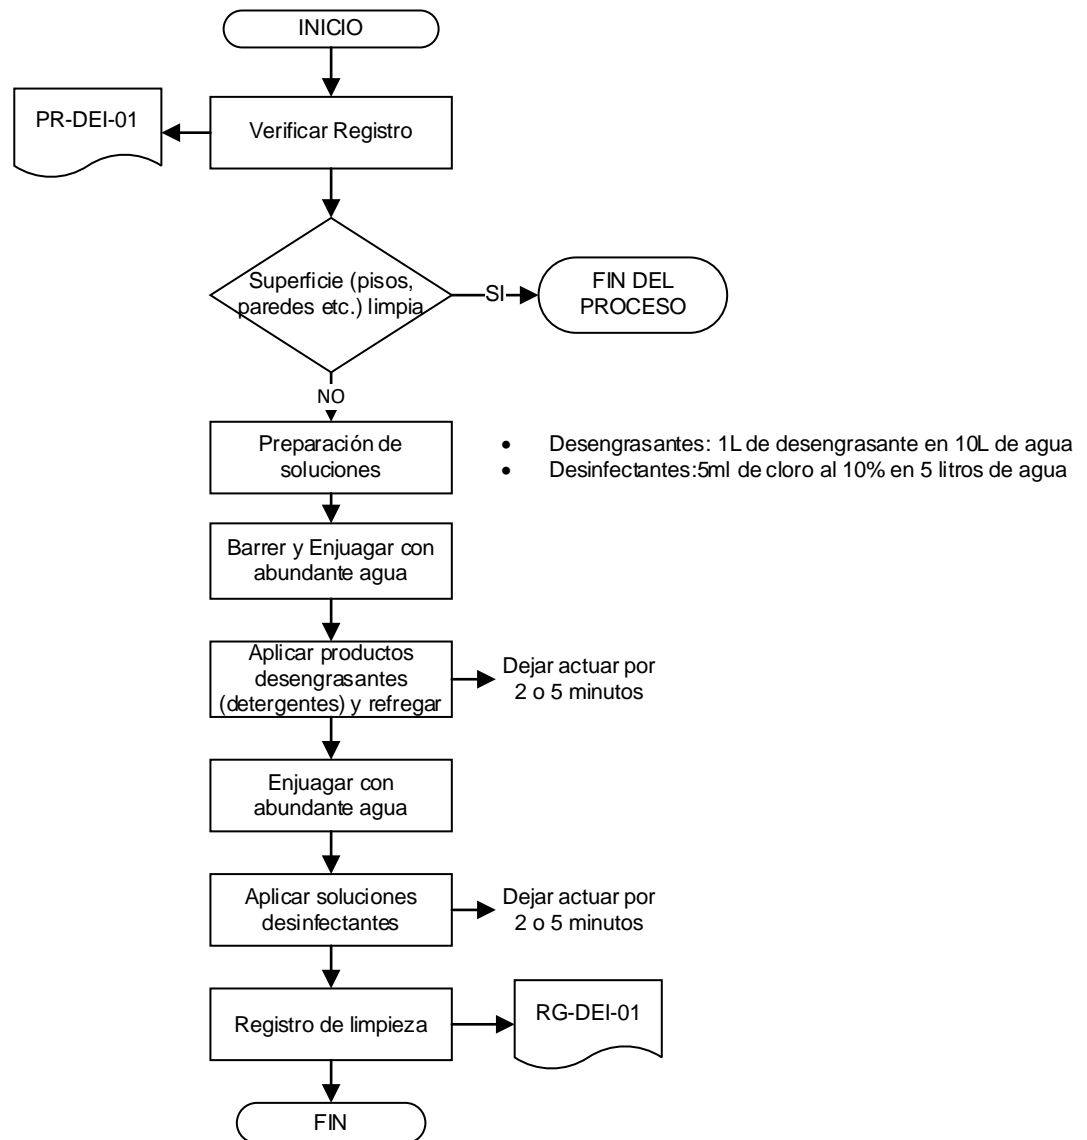 INICIO
PR-DEI-01
Verificar Registro
Superficie (pisos,
paredes etc.) limpia
SI
FIN DEL
PROCESO
NO
Preparación de
soluciones
• Desengrasantes: 1L de desengrasante en 10L de agua
• Desinfectantes:5ml de cloro al 10% en 5 litros de agua
Barrer y Enjuagar con
abundante agua
Aplicar productos
desengrasantes
(detergentes) y refregar
Dejar actuar por
2 o 5 minutos
Enjuagar con
abundante agua
Aplicar soluciones
desinfectantes
Dejar actuar por
2 o 5 minutos
Registro de limpieza
RG-DEI-01
FIN